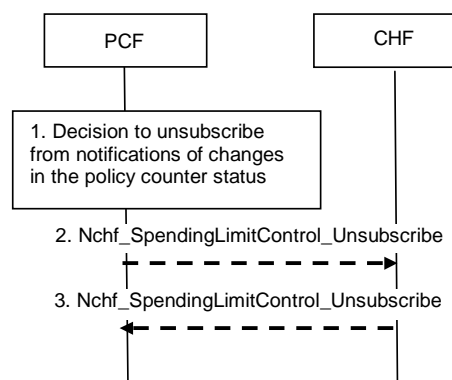 PCF
CHF
1. Decision to unsubscribe
from notifications of changes
in the policy counter status
2. Nchf_SpendingLimitControl_Unsubscribe
3. Nchf_SpendingLimitControl_Unsubscribe